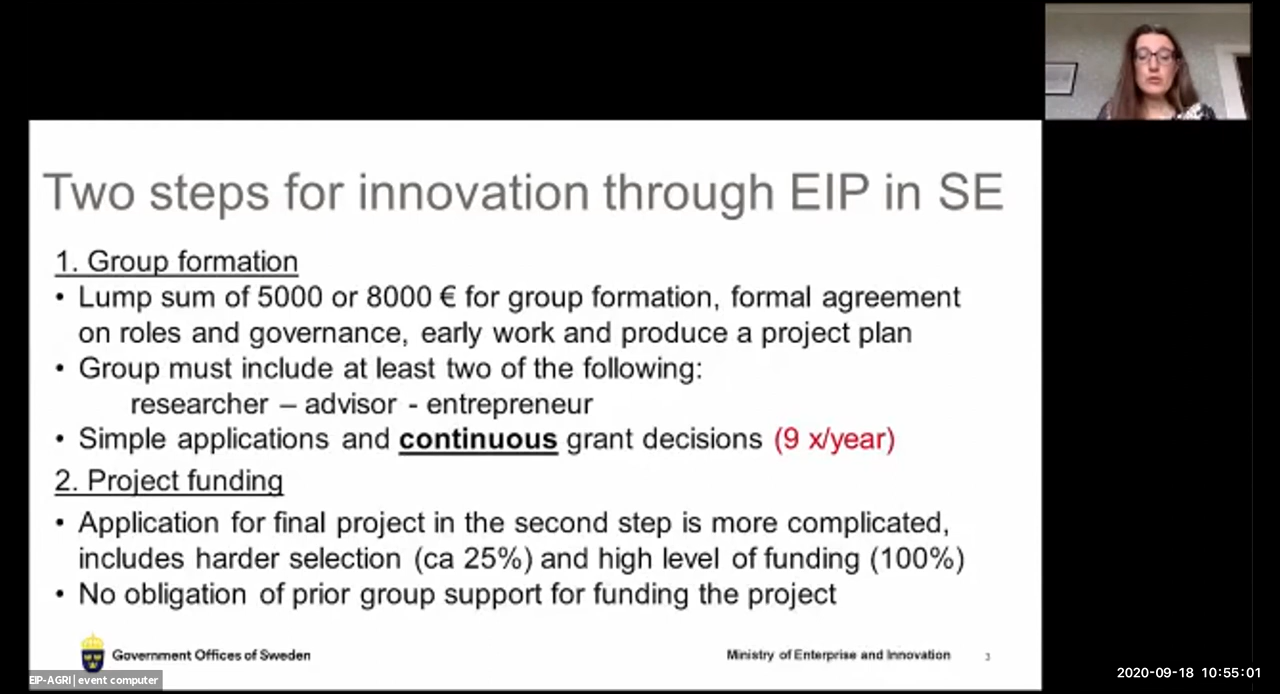 Two steps for innovation through EIP in SE
1. Group formation
• Lump sum of 5000 or 8000 € for group formation, formal agreement
on roles and governance, early work and produce a project plan
• Group must include at least two of the following:
researcher – advisor - entrepreneur
• Simple applications and continuous grant decisions (9 x/year)
2. Project funding
• Application for final project in the second step is more complicated,
includes harder selection (ca 25%) and high level of funding (100%)
• No obligation of prior group support for funding the project
Government Offices of Sweden
Ministry of Enterprise and Innovation 3
EIP-AGRI | event computer
2020-09-18 10:55:01